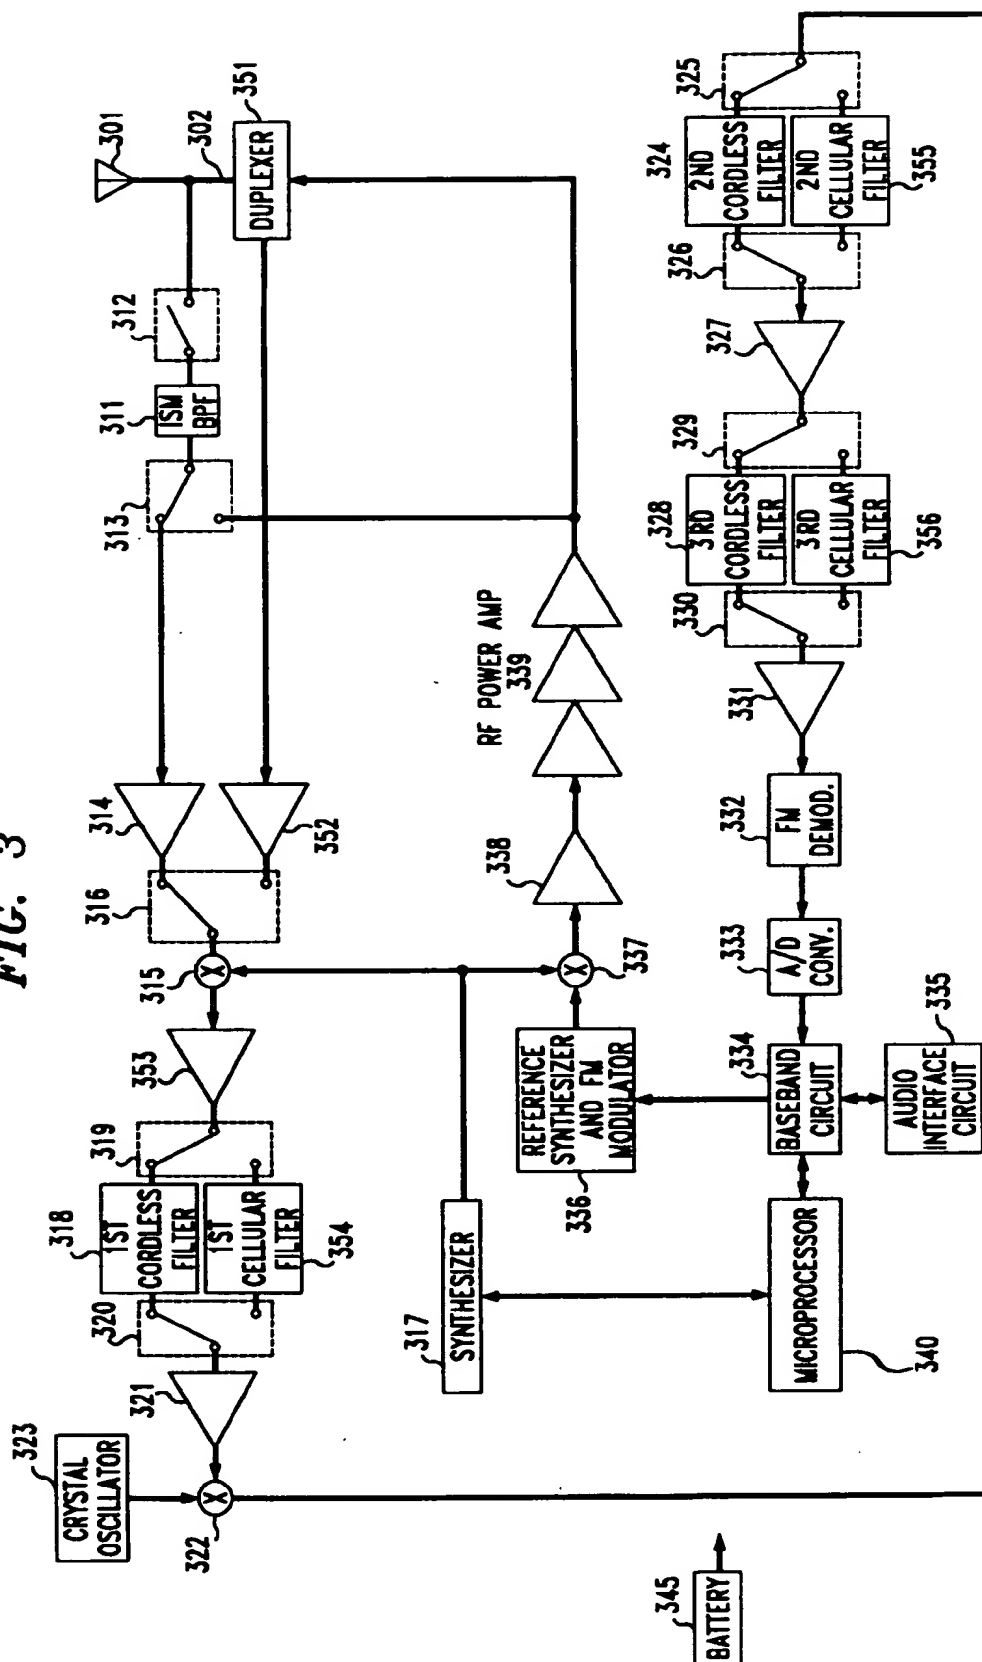 FIG. 3
323
CRYSTAL
OSCILLATOR
322
321
320
318
1ST
CORDLESS
FILTER
1ST
CELLULAR
FILTER
354
319
353
315
316
314
352
313
311
ISM
BPF
312
301
302
351
DUPLEXER
317
SYNTHESIZER
REFERENCE
SYNTHESIZER
AND FM
MODULATOR
336
337
338
RF POWER AMP
339
345
BATTERY
MICROPROCESSOR
340
334
BASEBAND
CIRCUIT
335
AUDIO
INTERFACE
CIRCUIT
333
A/D
CONV.
332
FM
DEMOD.
331
330
328
3RD
CORDLESS
FILTER
3RD
CELLULAR
FILTER
356
329
327
326
324
2ND
CORDLESS
FILTER
2ND
CELLULAR
FILTER
355
325